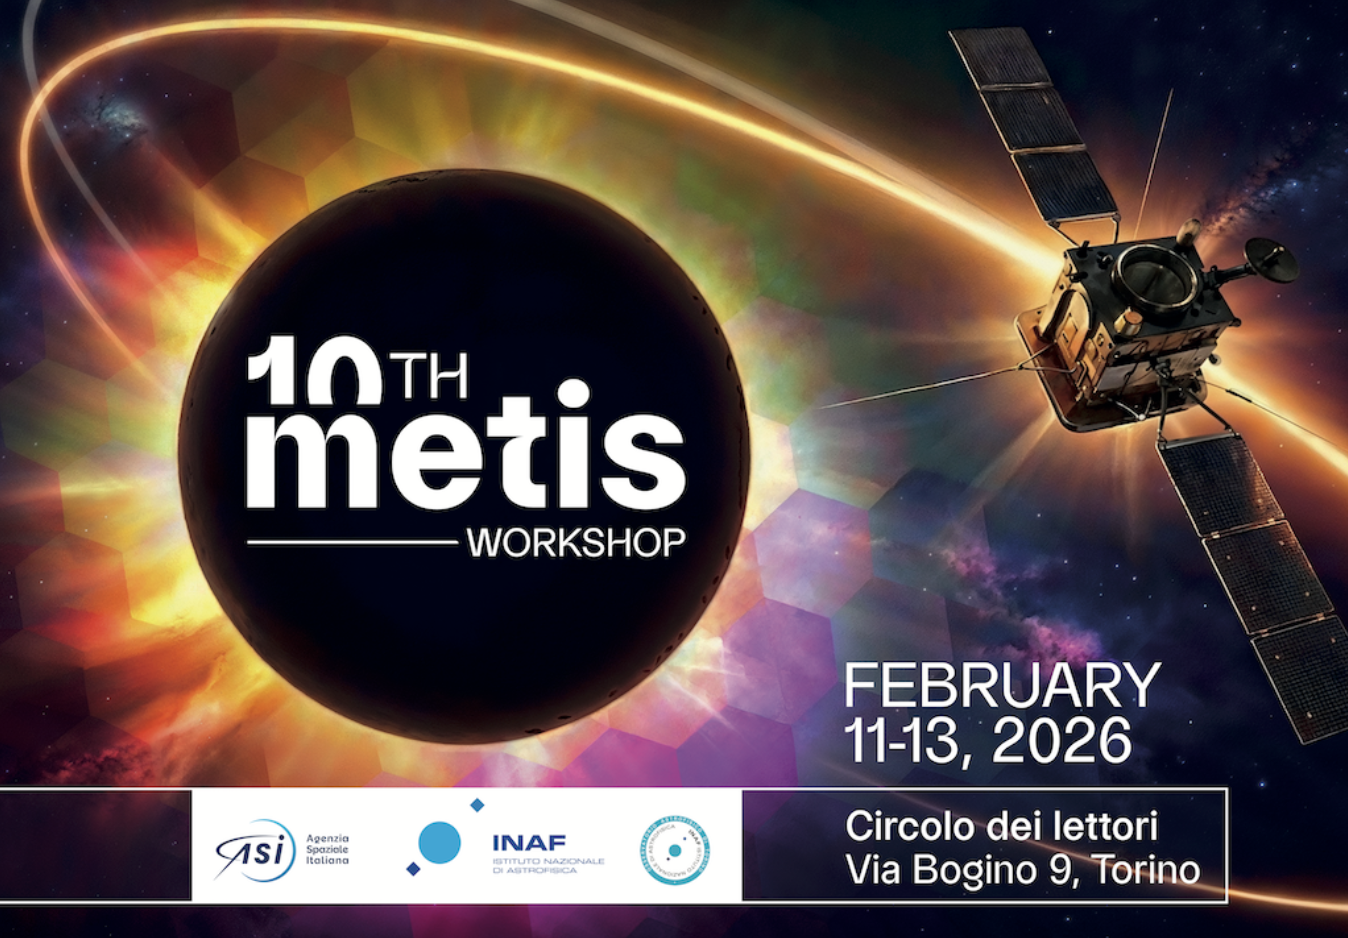 10TH
metis
WORKSHOP
FEBRUARY
11-13, 2026
Circolo dei lettori
Via Bogino 9, Torino
ASI
Agenzia
Spaziale
Italiana
INAF
ISTITUTO NAZIONALE
DI ASTROFISICA